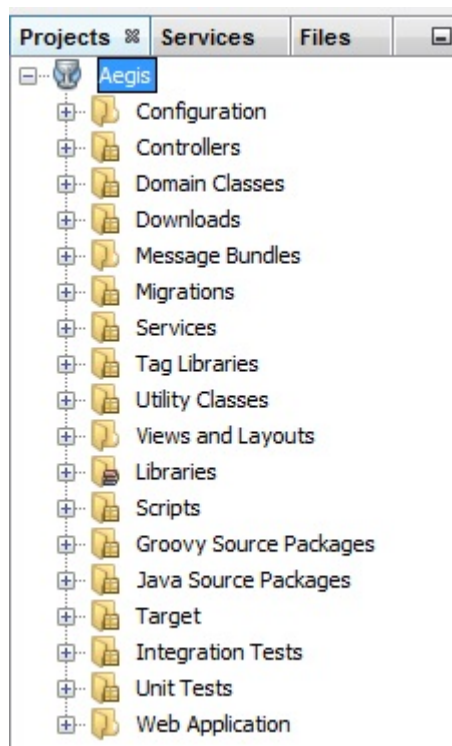 Projects Services Files
Aegis
Configuration
Controllers
Domain Classes
Downloads
Message Bundles
Migrations
Services
Tag Libraries
Utility Classes
Views and Layouts
Libraries
Scripts
Groovy Source Packages
Java Source Packages
Target
Integration Tests
Unit Tests
Web Application